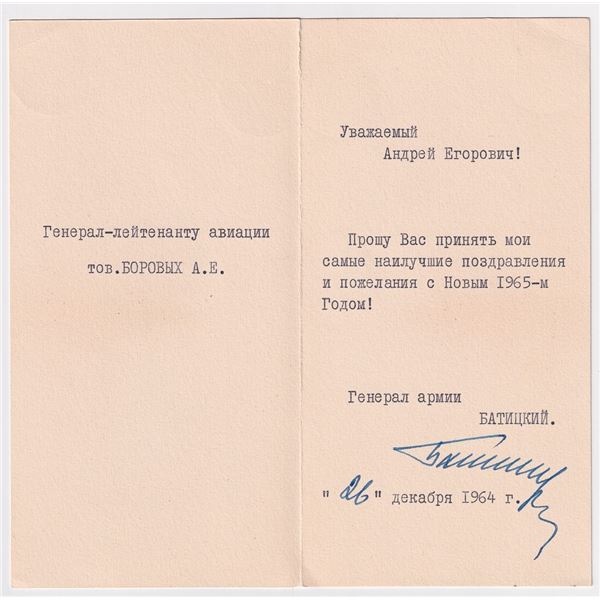 Генерал-лейтенанту авиации
тов.БОРОВЫХ А.Е.
Уважаемый
Андрей Егорович!
Прошу Вас принять мои
самые наилучшие поздравления
и пожелания с Новым 1965-м
Годом!
Генерал армии
БАТИЦКИЙ.
"26" декабря 1964 г.